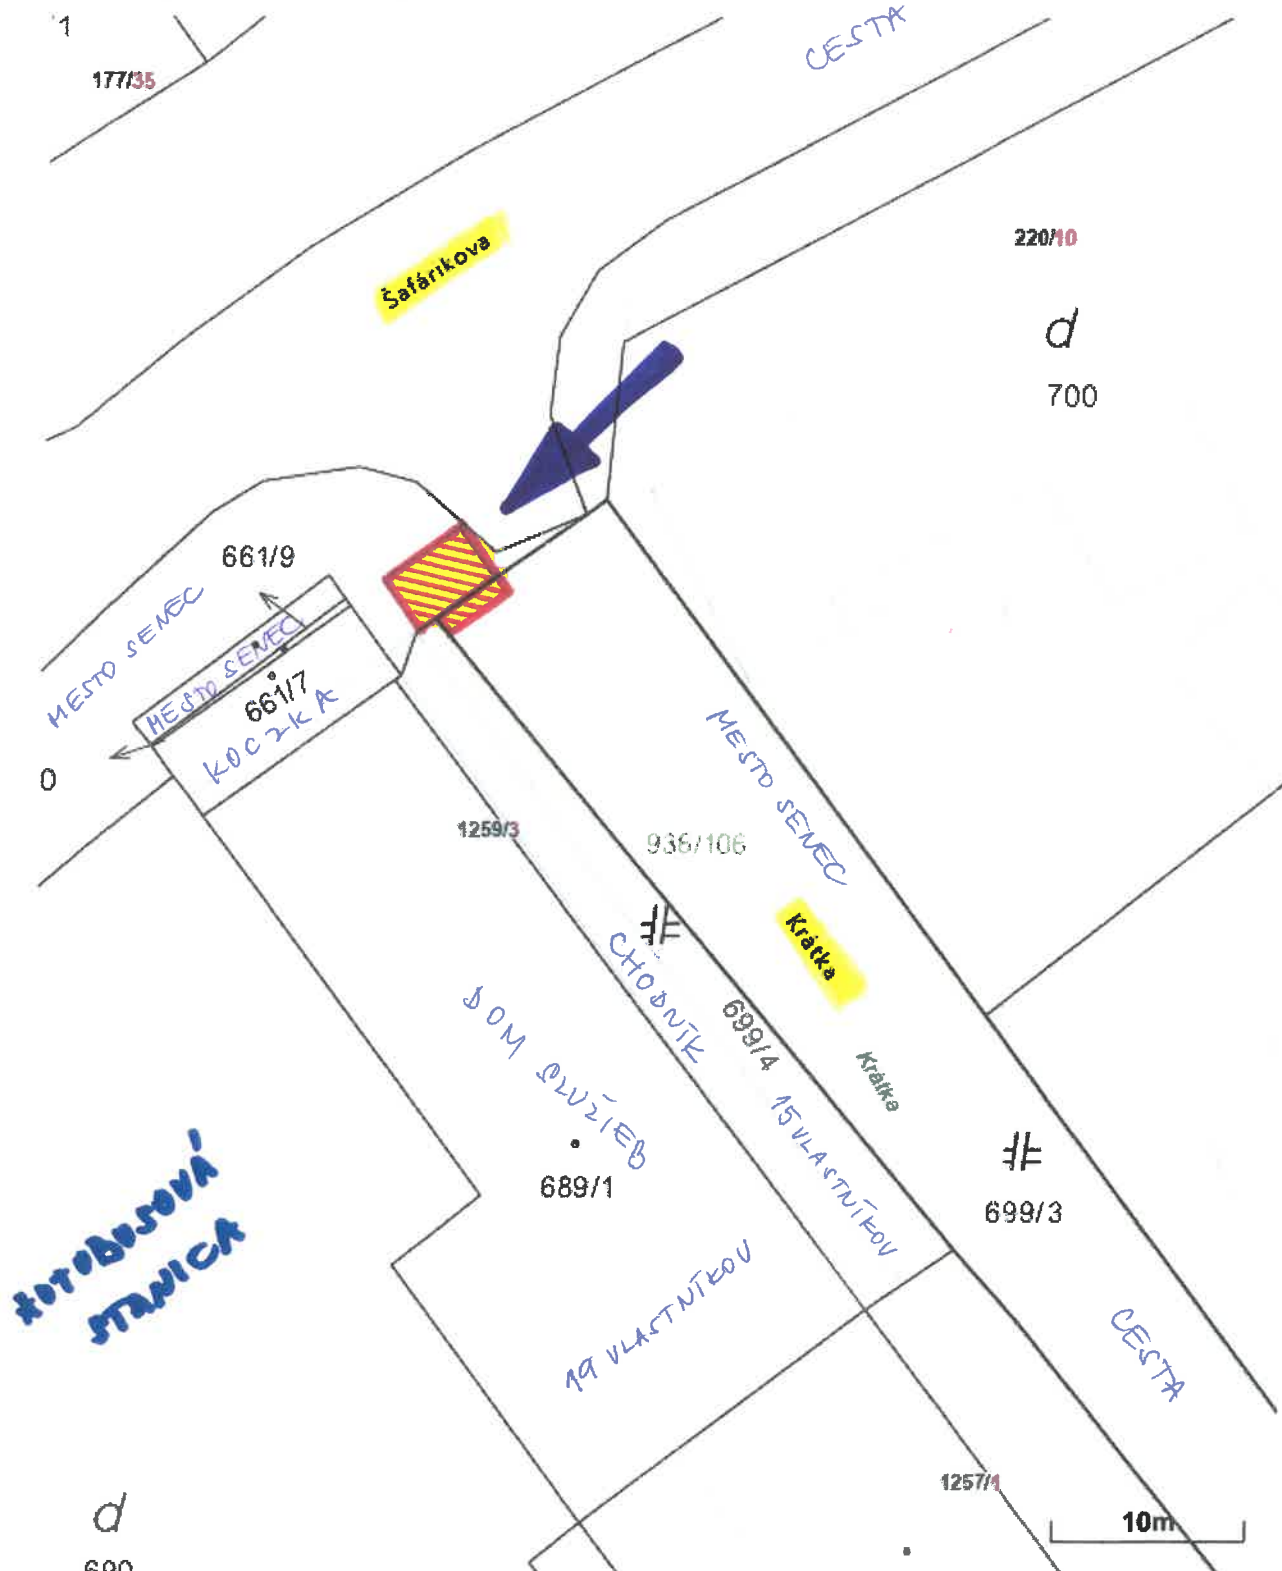 1
177/35
CESTA
Šafárikova
220/10
d
700
661/9
MESTO SENEC
MESTO SENEC
661/7
KOCZKA
0
1259/3
936/106
MESTO SENEC
Krátka
CHODNÍK
699/4
Krátka
DOM SLUŽIEB
689/1
15 VLASTNÍKOV
699/3
AUTOBUSOVÁ
STANICA
19 VLASTNÍKOV
CESTA
1257/1
10m
d
690